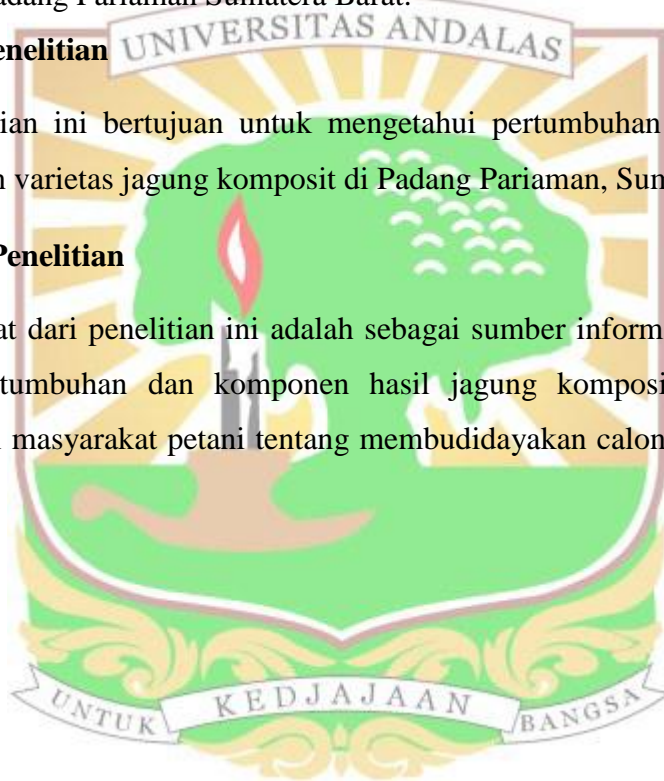 adang Pariaman Sumatera Barat.
UNIVERSITAS ANDALAS
enelitian
ian ini bertujuan untuk mengetahui pertumbuhan
n varietas jagung komposit di Padang Pariaman, Sum
Penelitian
at dari penelitian ini adalah sebagai sumber inform
tumbuhan dan komponen hasil jagung komposi
masyarakat petani tentang membudidayakan calon
UNTUK KEDJAJAAN BANGSA